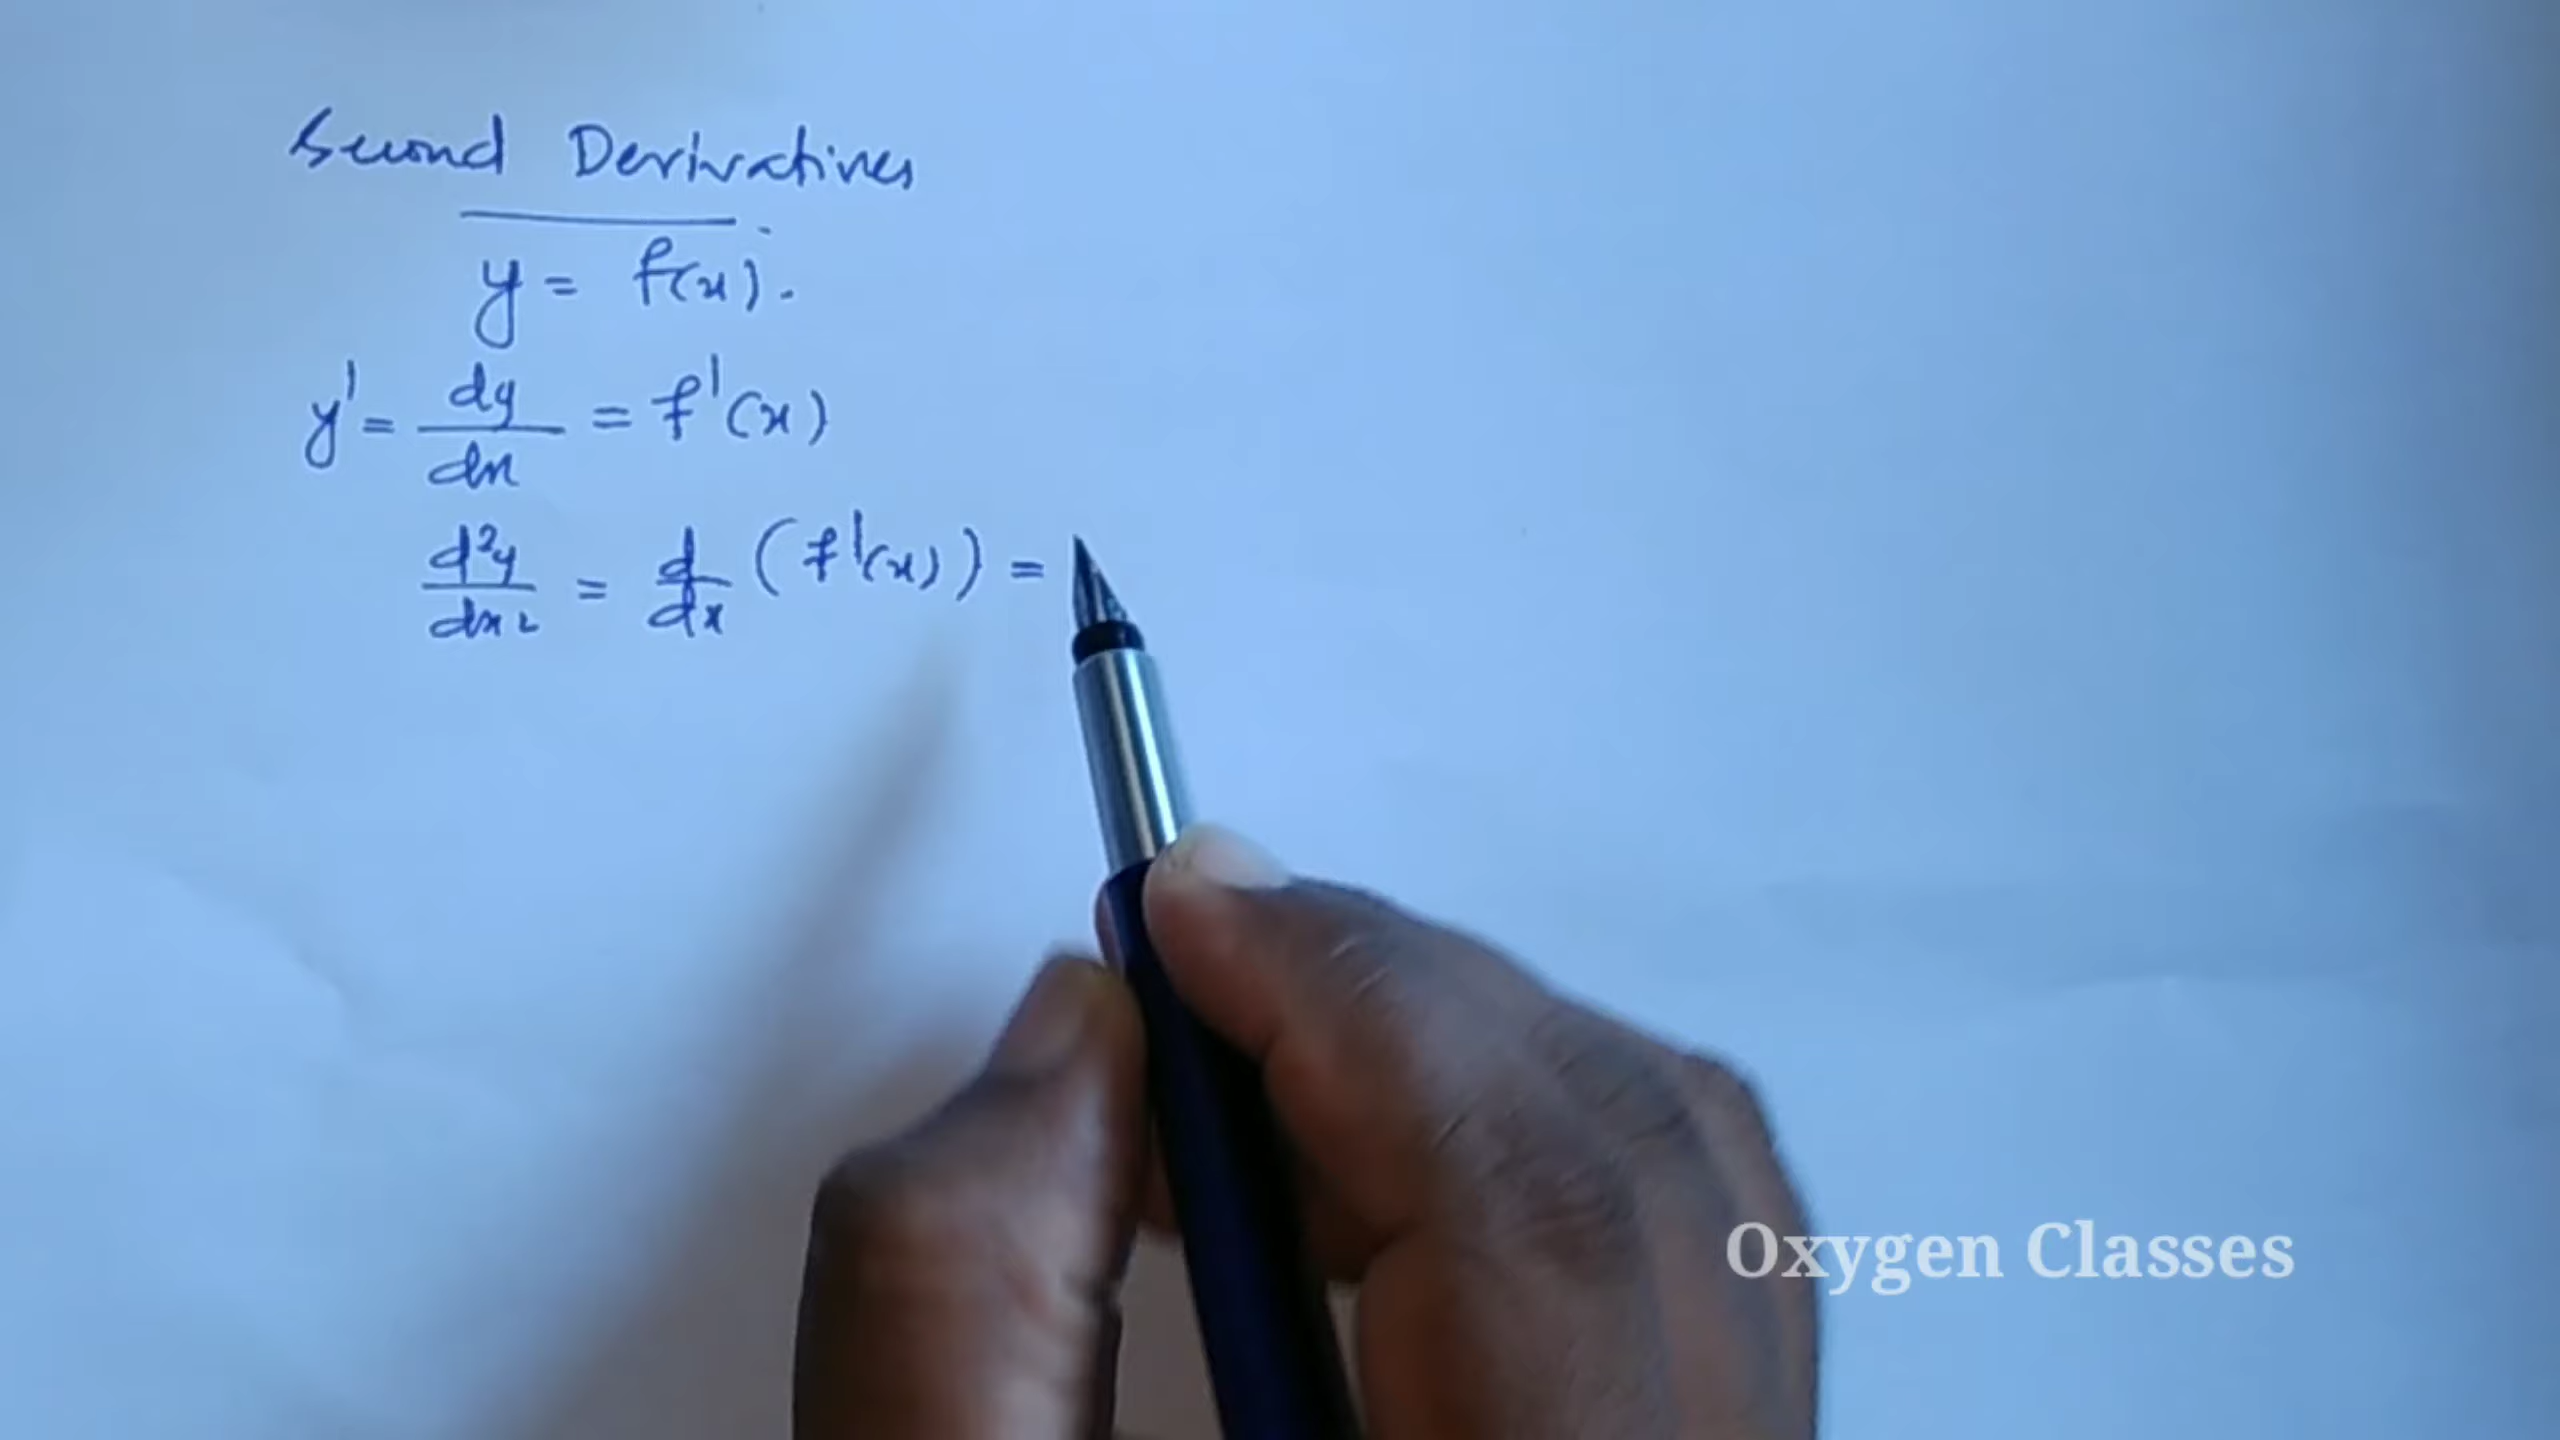 Second Derivatives
y = f(x).
y' = dy/dx = f'(x)
d²y/dx² = d/dx (f'(x)) =
Oxygen Classes